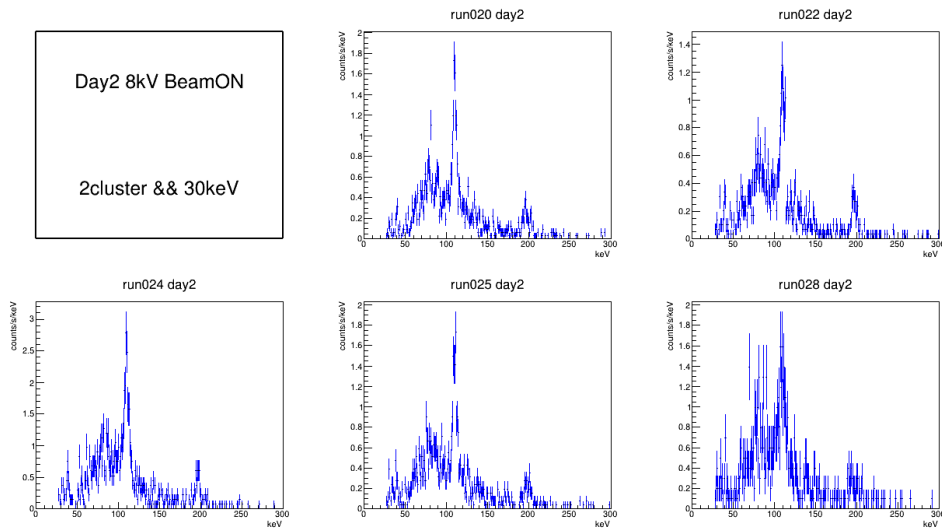 Day2 8kV BeamON
2cluster && 30keV
run020 day2
counts/s/keV
2
1.8
1.6
1.4
1.2
1
0.8
0.6
0.4
0.2
0
0 50 100 150 200 250 300
keV
run022 day2
counts/s/keV
1.4
1.2
1
0.8
0.6
0.4
0.2
0
0 50 100 150 200 250 300
keV
run024 day2
counts/s/keV
3
2.5
2
1.5
1
0.5
0
0 50 100 150 200 250 300
keV
run025 day2
counts/s/keV
2
1.8
1.6
1.4
1.2
1
0.8
0.6
0.4
0.2
0
0 50 100 150 200 250 300
keV
run028 day2
counts/s/keV
2
1.8
1.6
1.4
1.2
1
0.8
0.6
0.4
0.2
0
0 50 100 150 200 250 300
keV